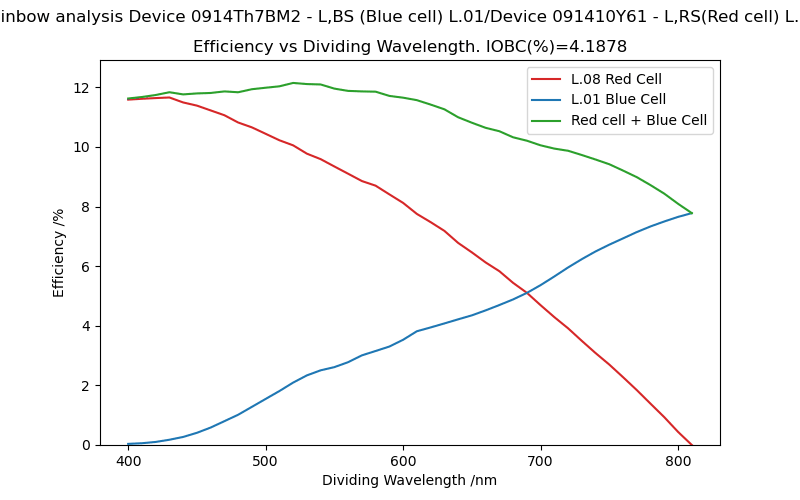 inbow analysis Device 0914Th7BM2 - L,BS (Blue cell) L.01/Device 091410Y61 - L,RS(Red cell) L.
Efficiency vs Dividing Wavelength. IOBC(%)=4.1878
L.08 Red Cell
L.01 Blue Cell
Red cell + Blue Cell
Efficiency /%
12
10
8
6
4
2
0
400 500 600 700 800
Dividing Wavelength /nm